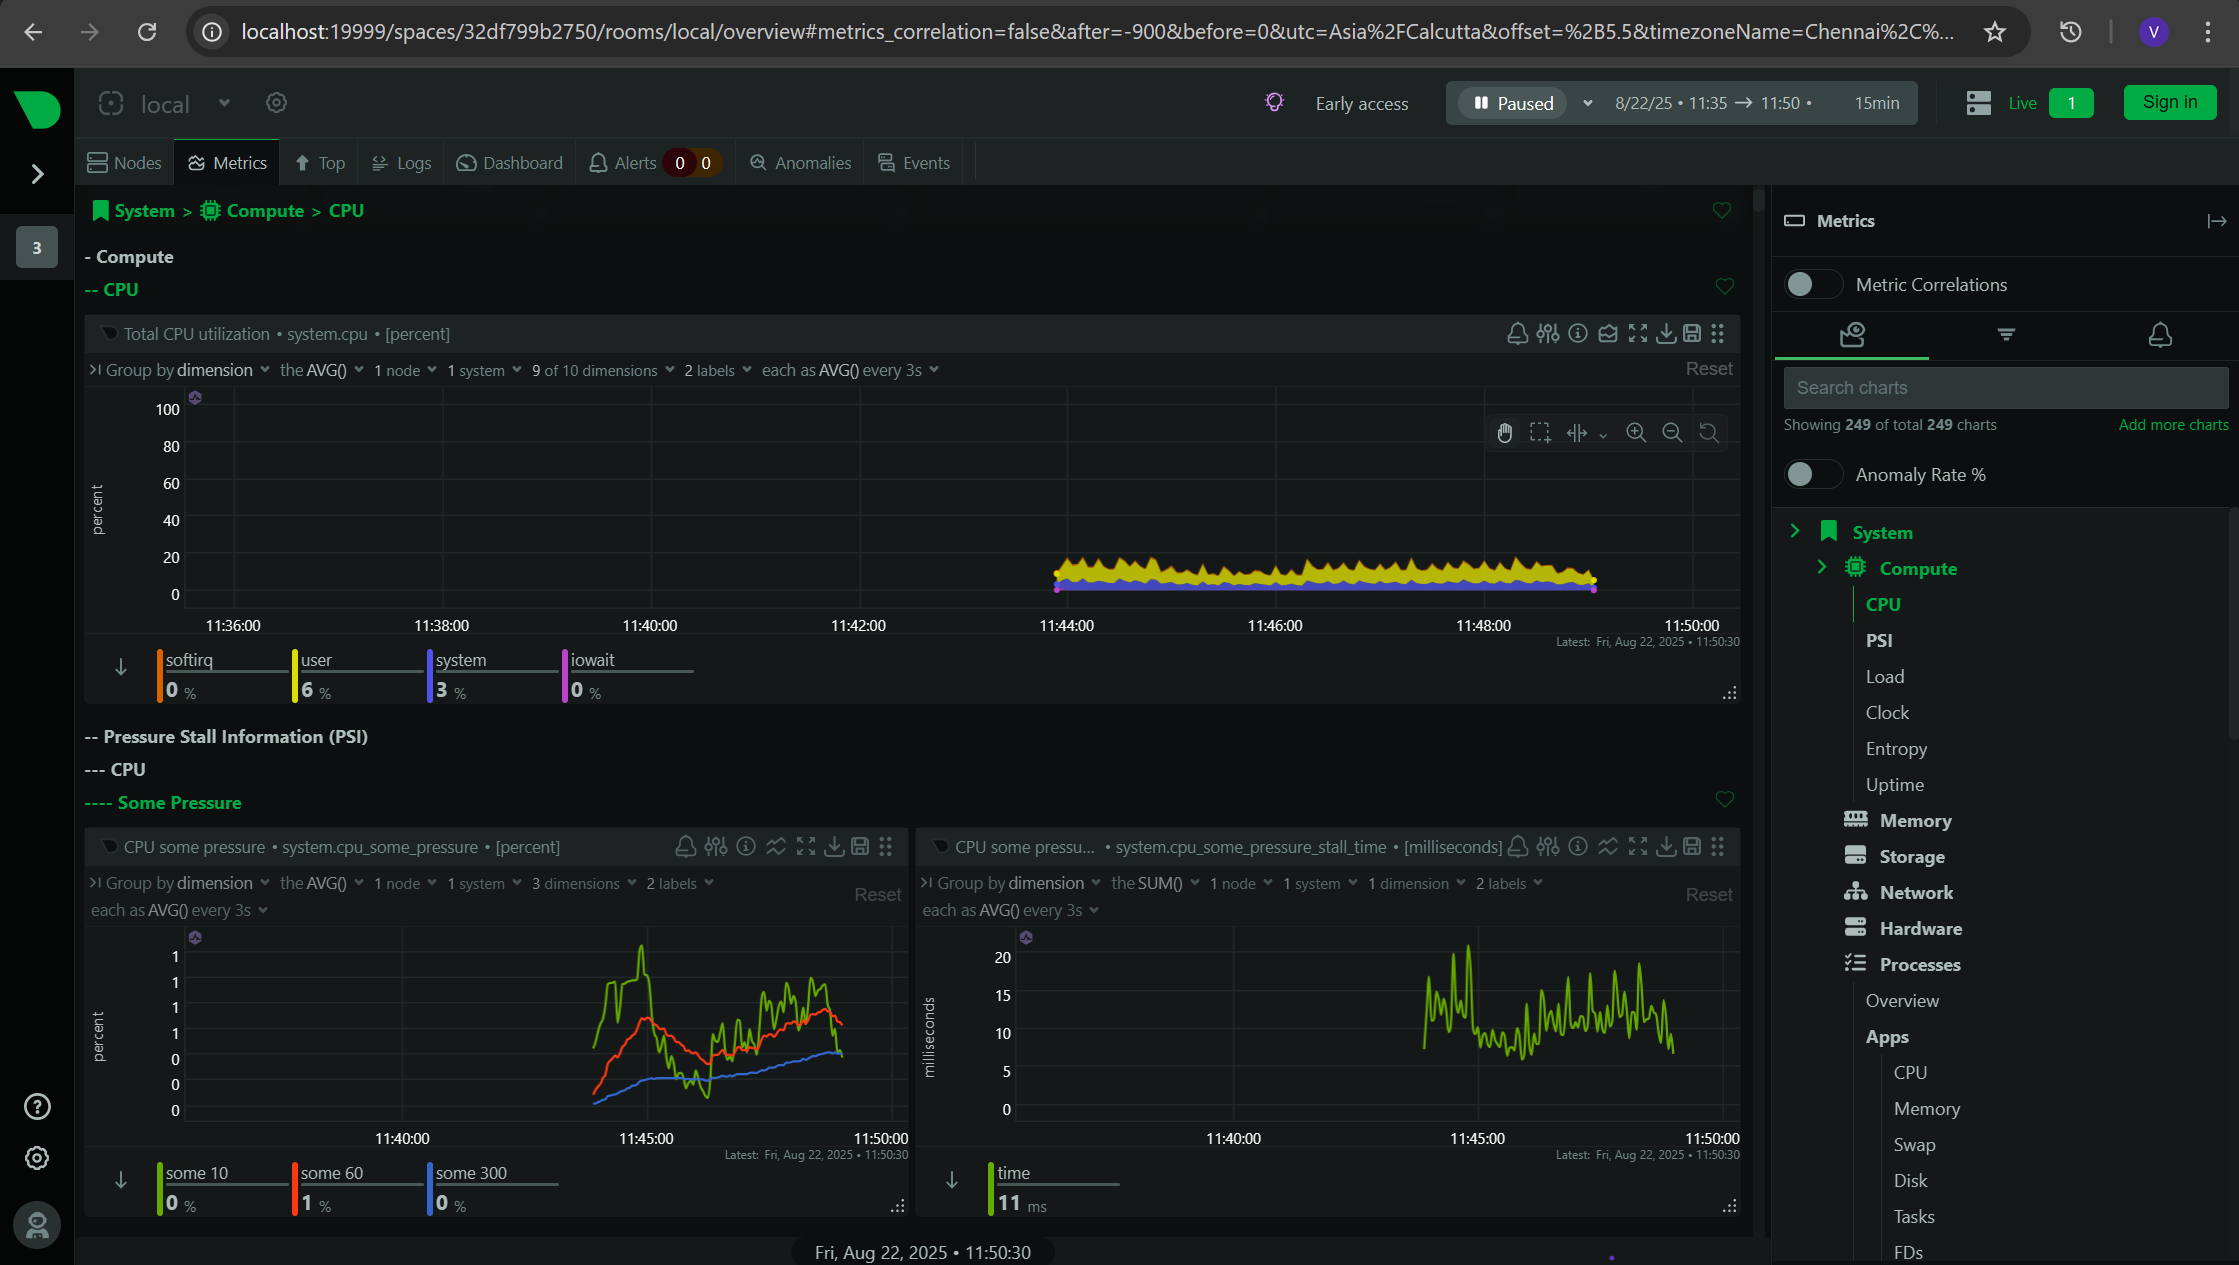 localhost:19999/spaces/32df799b2750/rooms/local/overview#metrics_correlation=false&after=-900&before=0&utc=Asia%2FCalcutta&offset=%2B5.5&timezoneName=Chennai%2C%...
V
local
Early access
Paused
8/22/25 • 11:35 → 11:50 •
15min
Live
1
Sign in
Nodes
Metrics
Top
Logs
Dashboard
Alerts
0
0
Anomalies
Events
3
System > Compute > CPU
- Compute
-- CPU
Total CPU utilization • system.cpu • [percent]
Group by dimension the AVG() 1 node 1 system 9 of 10 dimensions 2 labels each as AVG() every 3s
Reset
percent
100
80
60
40
20
0
11:36:00
11:38:00
11:40:00
11:42:00
11:44:00
11:46:00
11:48:00
11:50:00
Latest: Fri, Aug 22, 2025 • 11:50:30
softirq
0 %
user
6 %
system
3 %
iowait
0 %
-- Pressure Stall Information (PSI)
--- CPU
---- Some Pressure
CPU some pressure • system.cpu_some_pressure • [percent]
Group by dimension the AVG() 1 node 1 system 3 dimensions 2 labels
each as AVG() every 3s
Reset
percent
1
1
1
1
0
0
0
11:40:00
11:45:00
11:50:00
Latest: Fri, Aug 22, 2025 • 11:50:30
some 10
0 %
some 60
1 %
some 300
0 %
CPU some pressu... • system.cpu_some_pressure_stall_time • [milliseconds]
Group by dimension the SUM() 1 node 1 system 1 dimension 2 labels
each as AVG() every 3s
Reset
milliseconds
20
15
10
5
0
11:40:00
11:45:00
11:50:00
Latest: Fri, Aug 22, 2025 • 11:50:30
time
11 ms
Fri, Aug 22, 2025 • 11:50:30
Metrics
Metric Correlations
Search charts
Showing 249 of total 249 charts
Add more charts
Anomaly Rate %
System
Compute
CPU
PSI
Load
Clock
Entropy
Uptime
Memory
Storage
Network
Hardware
Processes
Overview
Apps
CPU
Memory
Swap
Disk
Tasks
FDs